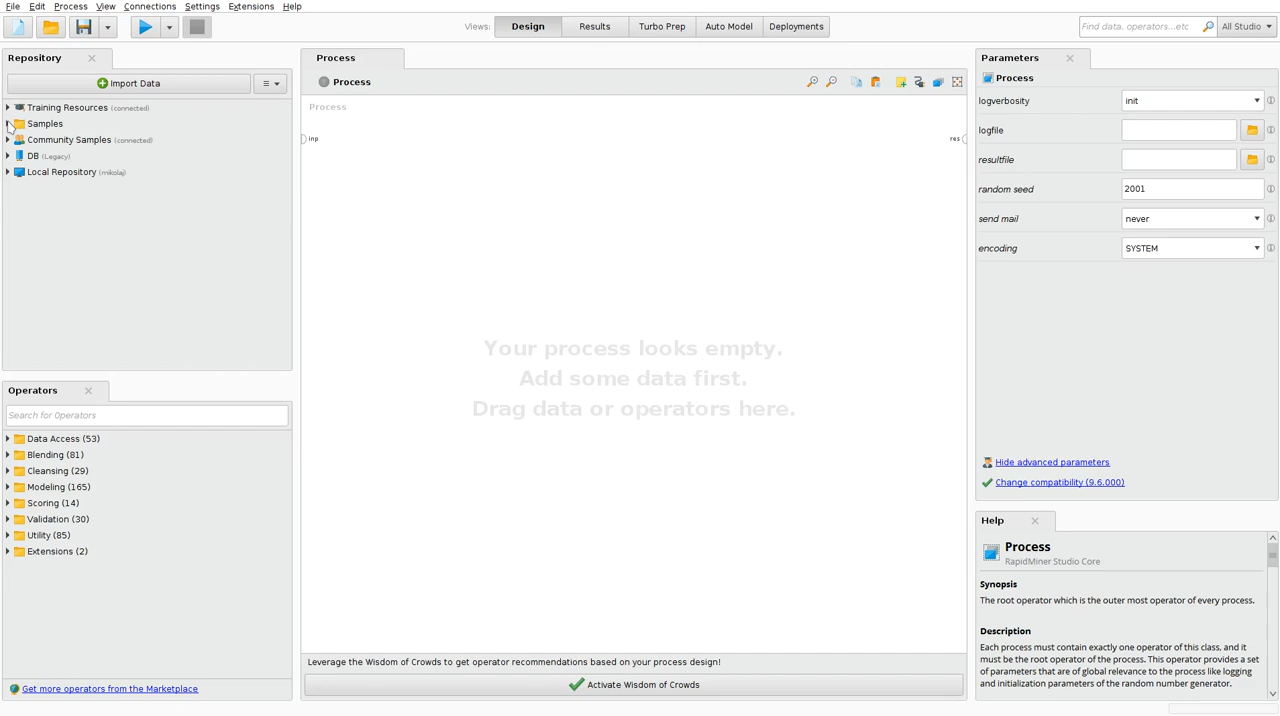 File Edit Process View Connections Settings Extensions Help
Views: Design Results Turbo Prep Auto Model Deployments Find data, operators...etc All Studio
Repository
Import Data
Training Resources (connected)
Samples
Community Samples (connected)
DB (Legacy)
Local Repository (mikolaj)
Operators
Search for Operators
Data Access (53)
Blending (81)
Cleansing (29)
Modeling (165)
Scoring (14)
Validation (30)
Utility (85)
Extensions (2)
Get more operators from the Marketplace
Process
Process
Process
inp res
Your process looks empty.
Add some data first.
Drag data or operators here.
Leverage the Wisdom of Crowds to get operator recommendations based on your process design!
Activate Wisdom of Crowds
Parameters
Process
logverbosity init
logfile
resultfile
random seed 2001
send mail never
encoding SYSTEM
Hide advanced parameters
Change compatibility (9.6.000)
Help
Process
RapidMiner Studio Core
Synopsis
The root operator which is the outer most operator of every process.
Description
Each process must contain exactly one operator of this class, and it
must be the root operator of the process. This operator provides a set
of parameters that are of global relevance to the process like logging
and initialization parameters of the random number generator.